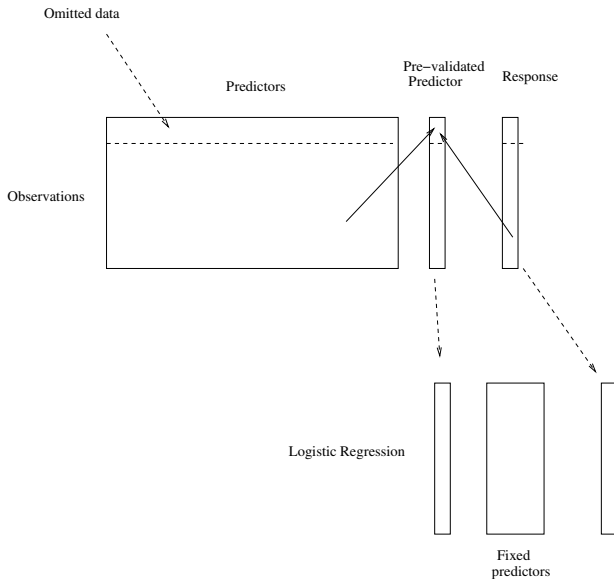 Omitted data
Pre−validated
Predictor
Response
Predictors
Observations
Logistic Regression
Fixed
predictors